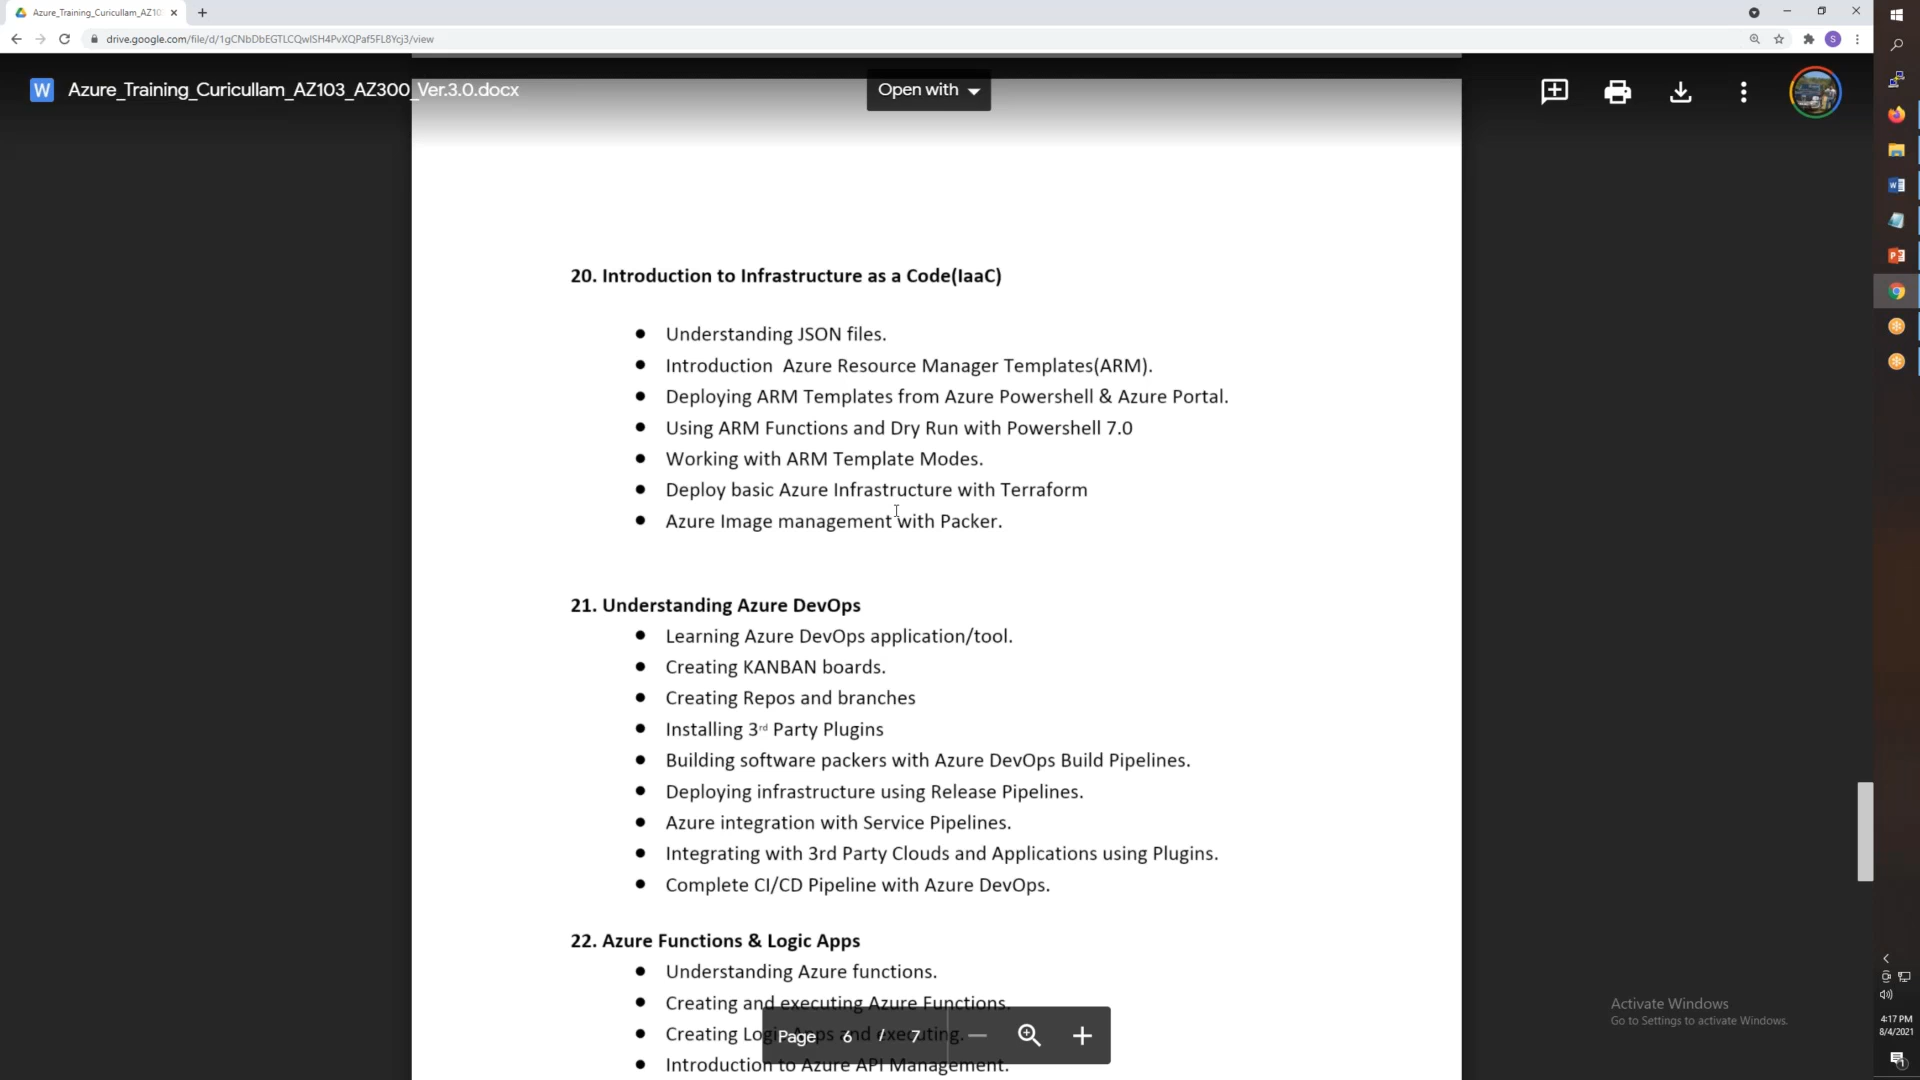 Azure_Training_Curicullam_AZ10
drive.google.com/file/d/1gCNbDbEGTLCQwISH4PvXQPaf5FL8Ycj3/view
Azure_Training_Curicullam_AZ103_AZ300_Ver.3.0.docx
Open with
20. Introduction to Infrastructure as a Code(IaaC)
● Understanding JSON files.
● Introduction  Azure Resource Manager Templates(ARM).
● Deploying ARM Templates from Azure Powershell & Azure Portal.
● Using ARM Functions and Dry Run with Powershell 7.0
● Working with ARM Template Modes.
● Deploy basic Azure Infrastructure with Terraform
● Azure Image management with Packer.
21. Understanding Azure DevOps
● Learning Azure DevOps application/tool.
● Creating KANBAN boards.
● Creating Repos and branches
● Installing 3rd Party Plugins
● Building software packers with Azure DevOps Build Pipelines.
● Deploying infrastructure using Release Pipelines.
● Azure integration with Service Pipelines.
● Integrating with 3rd Party Clouds and Applications using Plugins.
● Complete CI/CD Pipeline with Azure DevOps.
22. Azure Functions & Logic Apps
● Understanding Azure functions.
● Creating and executing Azure Functions.
● Creating Logic Apps and executing.
● Introduction to Azure API Management.
Page 6 / 7
Activate Windows
Go to Settings to activate Windows.
4:17 PM
8/4/2021